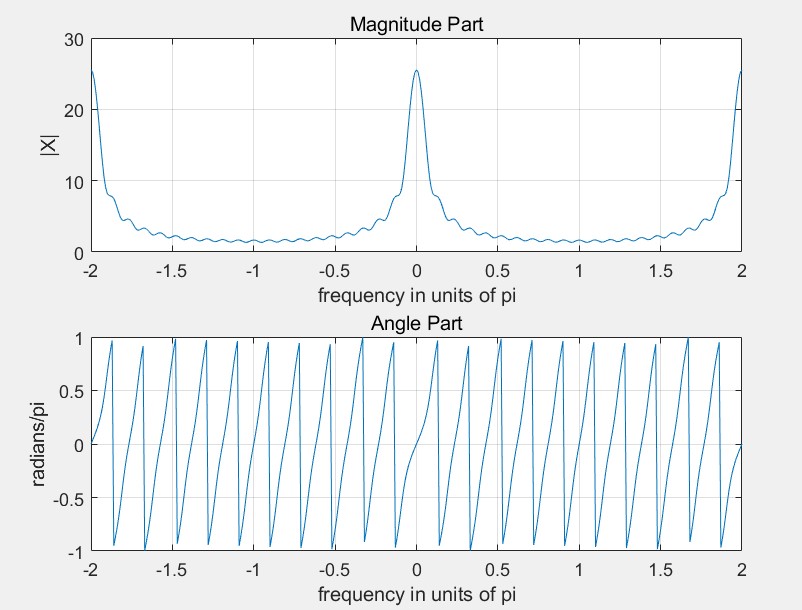 Magnitude Part
30
20
10
0
|X|
-2 -1.5 -1 -0.5 0 0.5 1 1.5 2
frequency in units of pi
Angle Part
1
0.5
0
-0.5
-1
radians/pi
-2 -1.5 -1 -0.5 0 0.5 1 1.5 2
frequency in units of pi